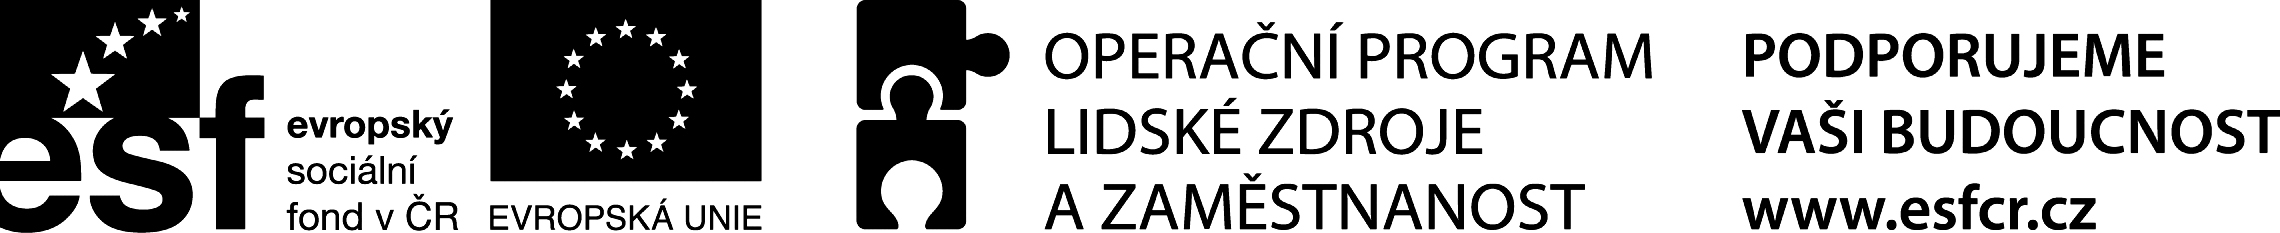 esf
evropský
sociální
fond v ČR
EVROPSKÁ UNIE
OPERAČNÍ PROGRAM
LIDSKÉ ZDROJE
A ZAMĚSTNANOST
PODPORUJEME
VAŠI BUDOUCNOST
www.esfcr.cz